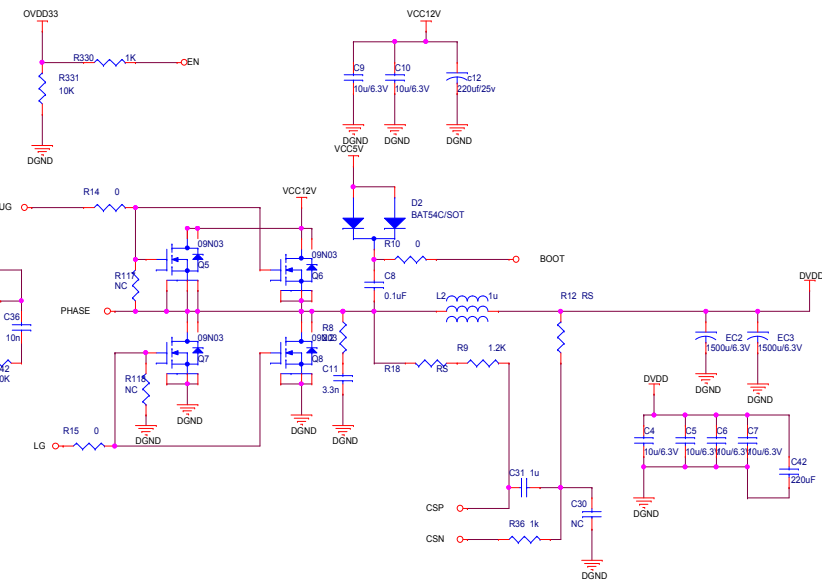 OVDD33
VCC12V
R330 1K
EN
R331
10K
C9
10u/6.3V
C10
10u/6.3V
c12
220uf/25v
DGND
DGND
DGND
DGND
VCC5V
R14 0
UG
VCC12V
D2
BAT54C/SOT
R10 0
BOOT
09N03
Q5
09N03
Q6
R117
NC
C8
0.1uF
L2 1u
R12 RS
DVDD
PHASE
C36
10n
09N03
Q7
Q8
R8
C11
3.3n
R9 1.2K
R18 RS
EC2
1500u/6.3V
EC3
1500u/6.3V
R118
NC
DGND
DGND
DGND
DGND
DGND
DGND
R15 0
LG
DVDD
C4
10u/6.3V
C5
10u/6.3V
C6
10u/6.3V
C7
10u/6.3V
C42
220uF
DGND
C31 1u
CSP
C30
NC
R36 1k
CSN
DGND